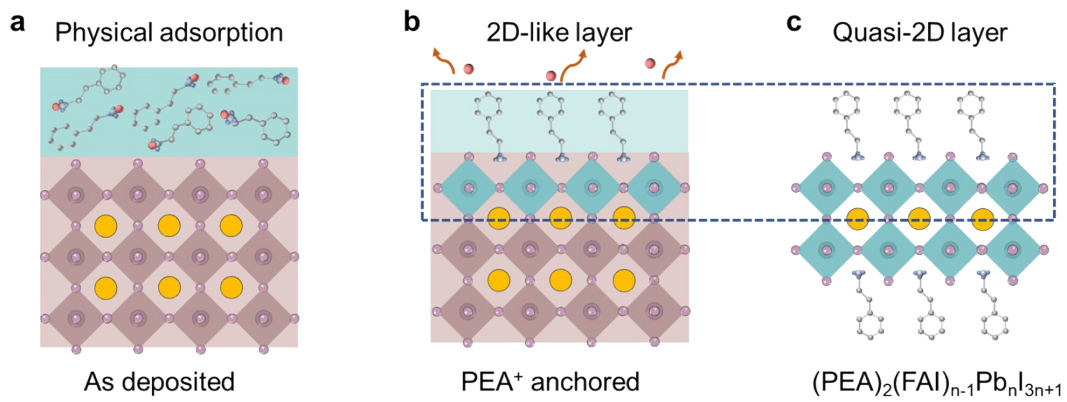 a
Physical adsorption
As deposited
b
2D-like layer
PEA⁺ anchored
c
Quasi-2D layer
(PEA)₂(FAI)ₙ₋₁PbₙI₃ₙ₊₁